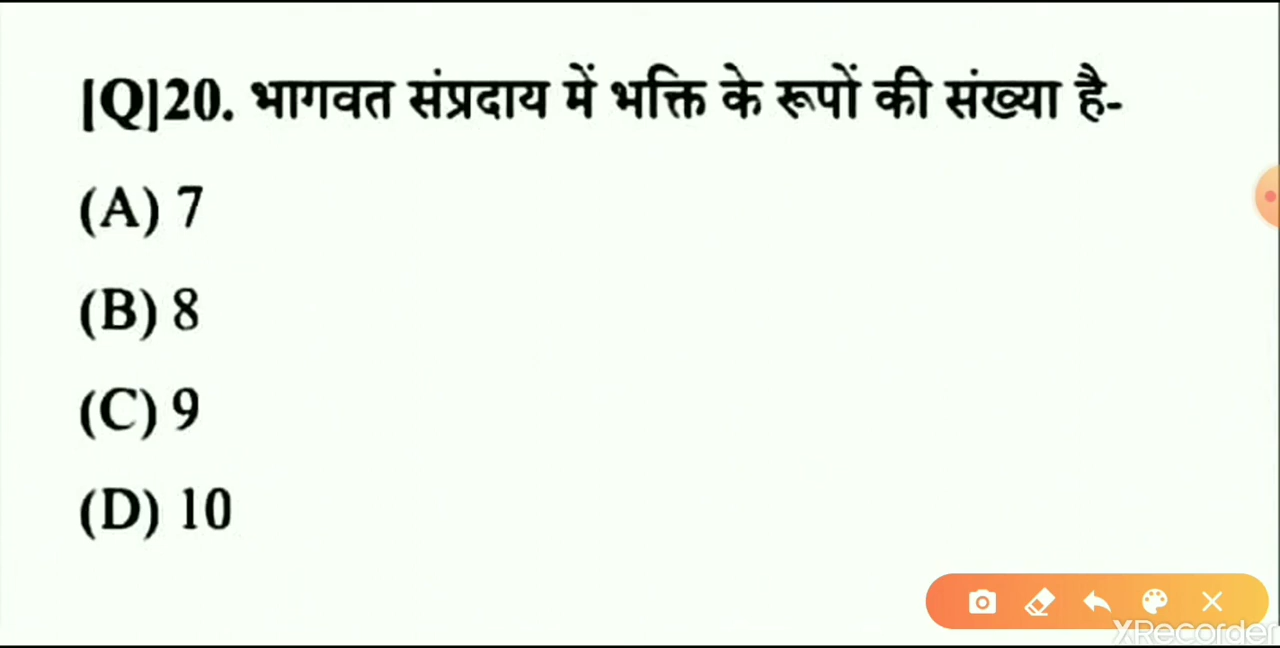 [Q]20. भागवत संप्रदाय में भक्ति के रूपों की संख्या है-
(A) 7
(B) 8
(C) 9
(D) 10
XRecorder